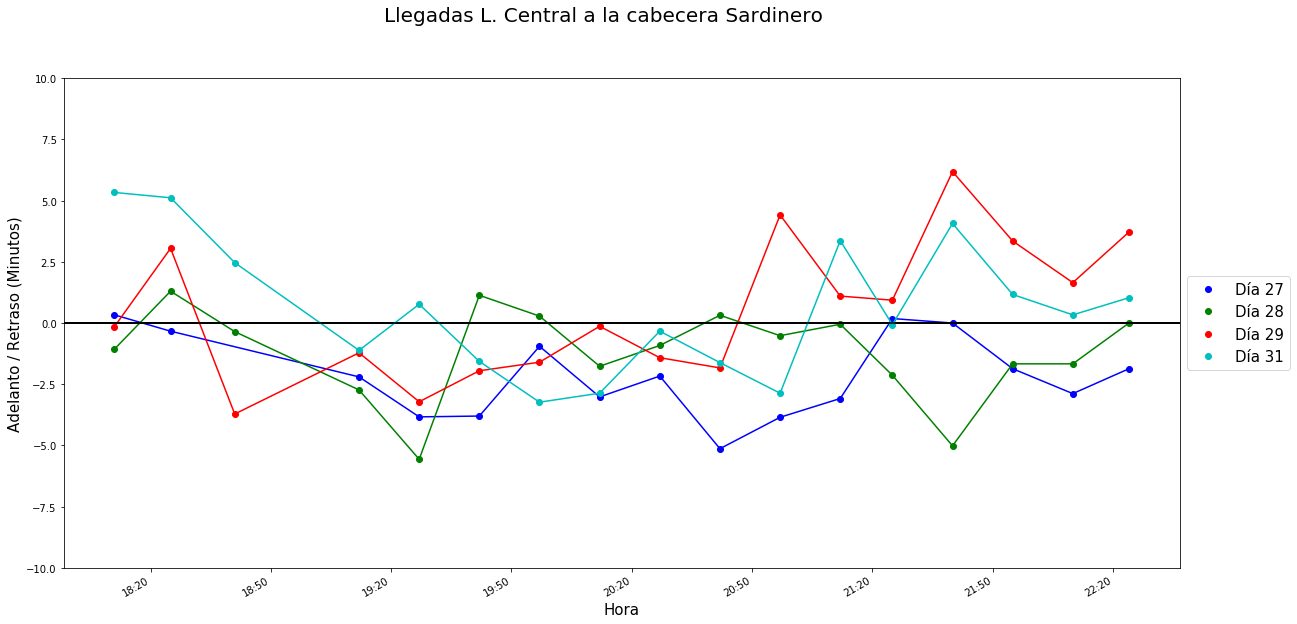 Llegadas L. Central a la cabecera Sardinero
Adelanto / Retraso (Minutos)
10.0
7.5
5.0
2.5
0.0
−2.5
−5.0
−7.5
−10.0
18:20
18:50
19:20
19:50
20:20
20:50
21:20
21:50
22:20
Hora
Día 27
Día 28
Día 29
Día 31